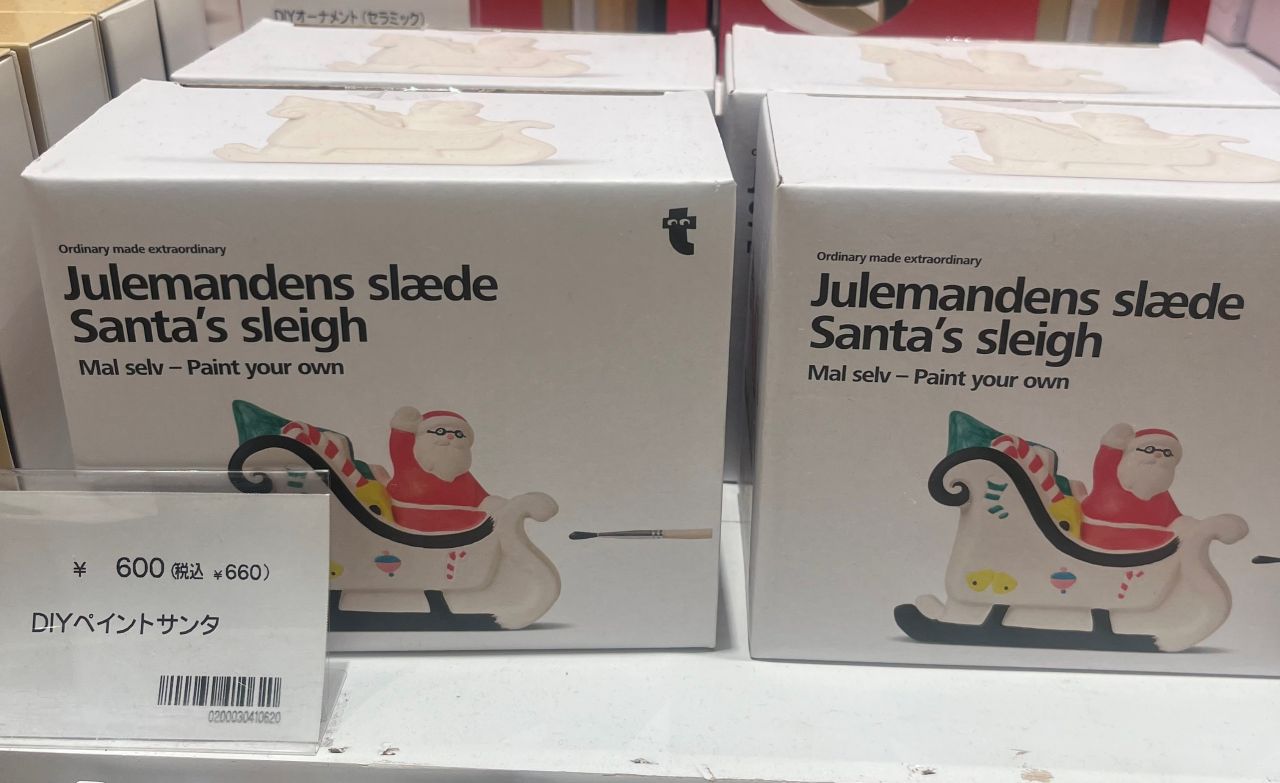 DIYオーナメント(セラミック)
Ordinary made extraordinary
Julemandens slæde
Santa's sleigh
Mal selv – Paint your own
Ordinary made extraordinary
Julemandens slæde
Santa's sleigh
Mal selv – Paint your own
¥ 600(税込 ¥660)
DIYペイントサンタ
0200030410620